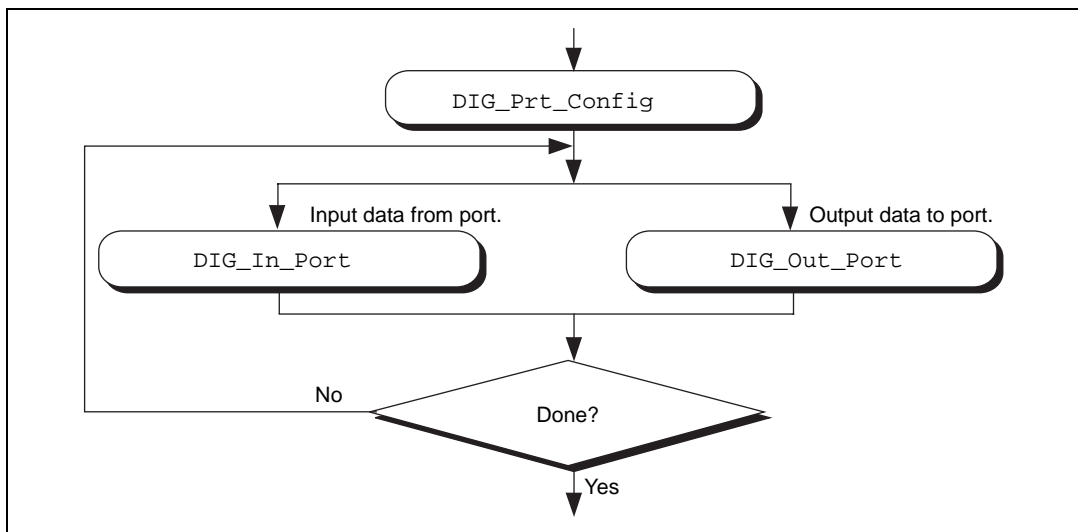 DIG_Prt_Config
Input data from port.
Output data to port.
DIG_In_Port
DIG_Out_Port
No
Done?
Yes